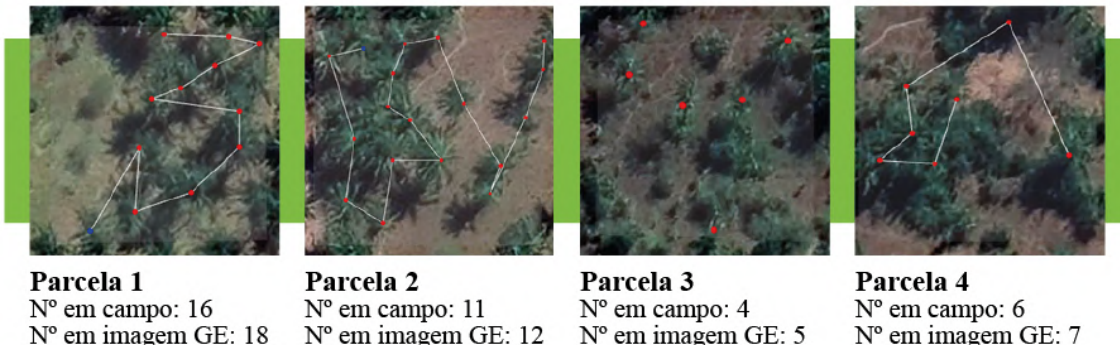 Parcela 1
Nº em campo: 16
Nº em imagem GE: 18
Parcela 2
Nº em campo: 11
Nº em imagem GE: 12
Parcela 3
Nº em campo: 4
Nº em imagem GE: 5
Parcela 4
Nº em campo: 6
Nº em imagem GE: 7